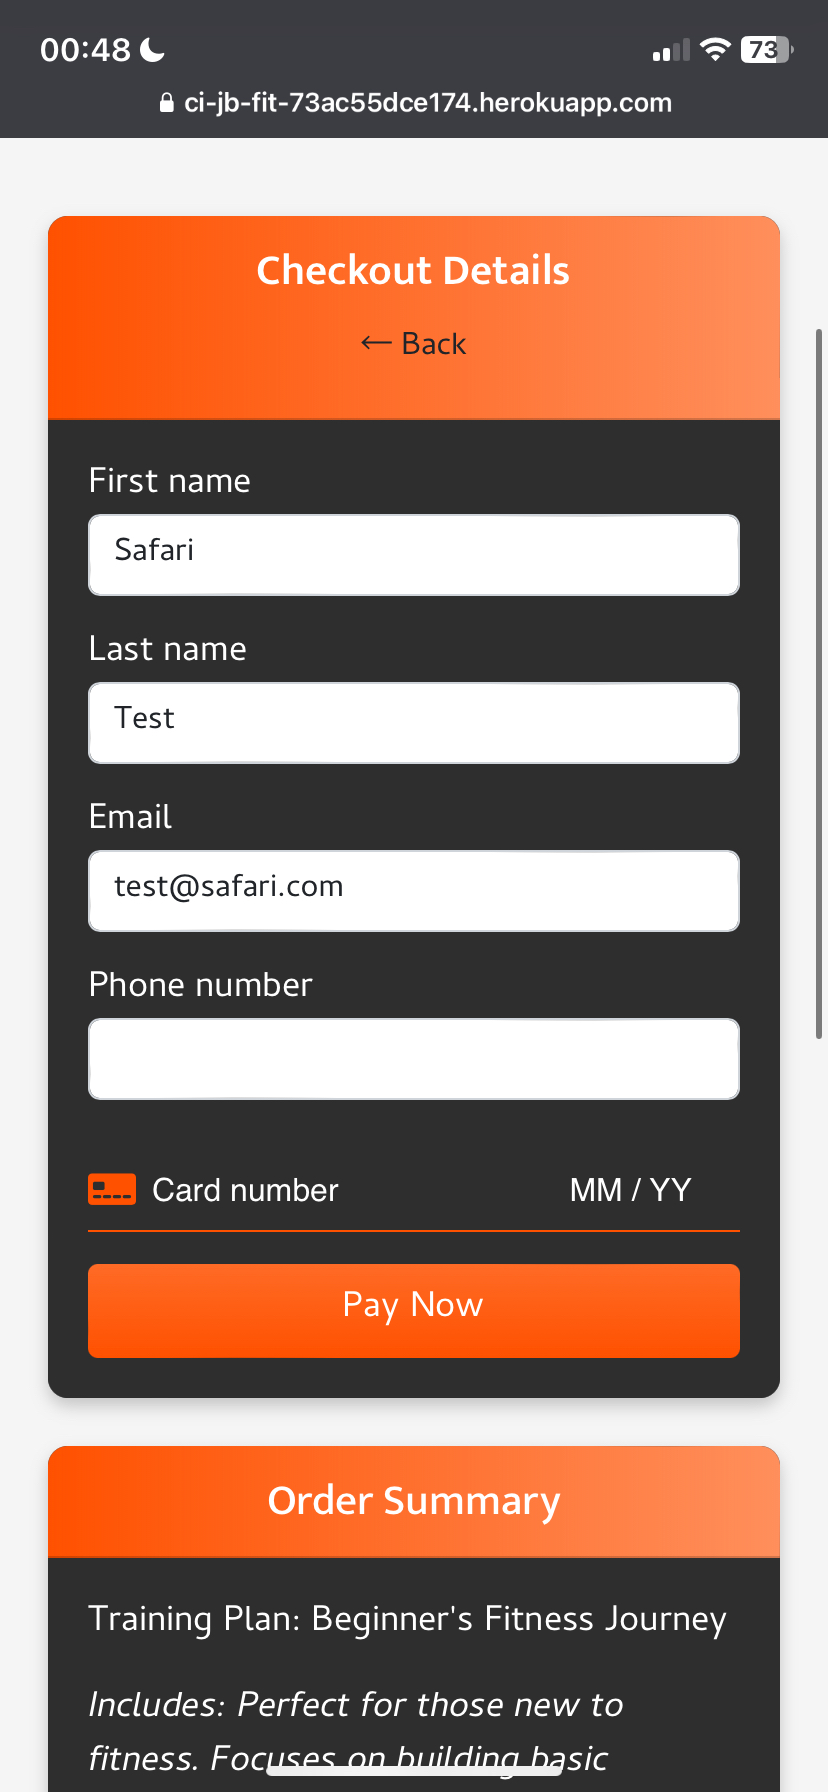 00:48
73
ci-jb-fit-73ac55dce174.herokuapp.com
Checkout Details
← Back
First name
Safari
Last name
Test
Email
test@safari.com
Phone number
Card number MM / YY
Pay Now
Order Summary
Training Plan: Beginner's Fitness Journey
Includes: Perfect for those new to
fitness. Focuses on building basic